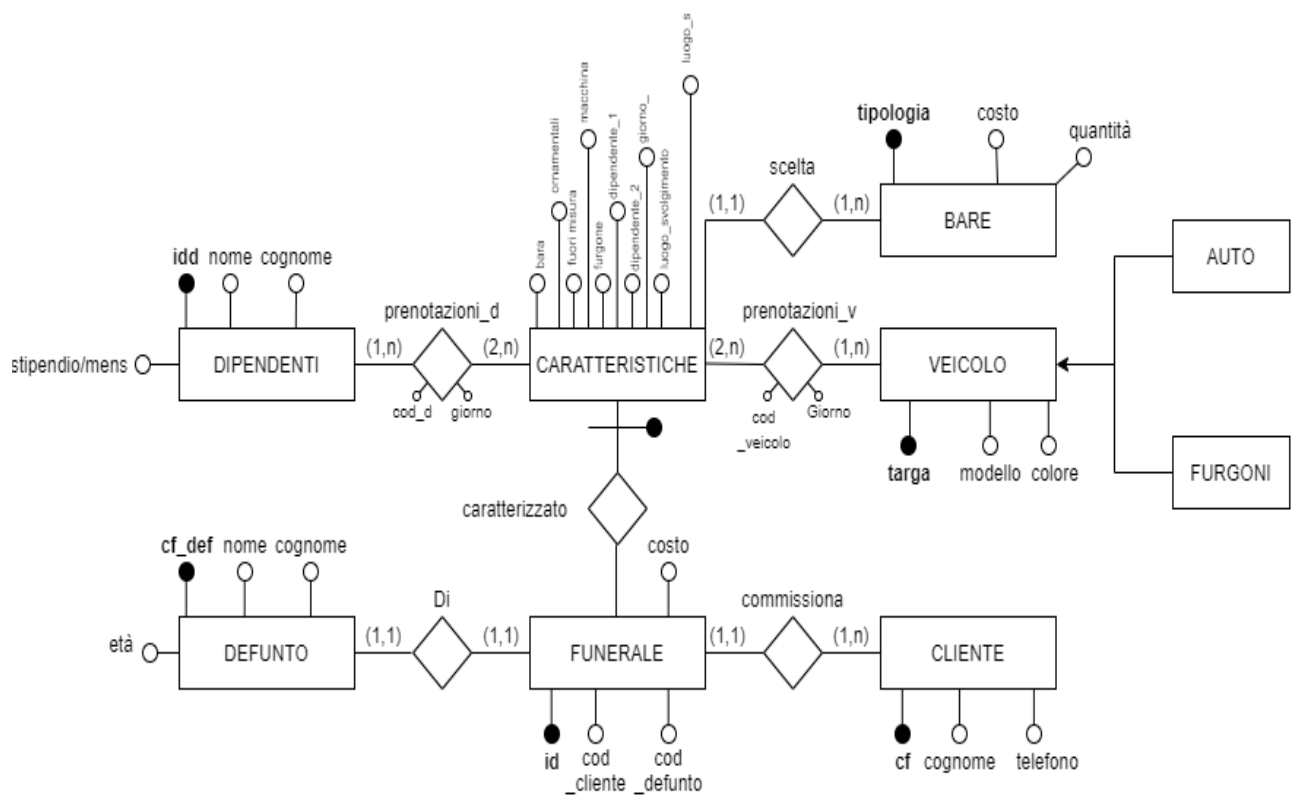 luogo_s
macchina
ornamentali
dipendente_1
giorno_
bara
fuori misura
furgone
dipendente_2
luogo_svolgimento
tipologia
costo
quantità
scelta
(1,1)
(1,n)
BARE
AUTO
idd
nome
cognome
prenotazioni_d
prenotazioni_v
stipendio/mens
DIPENDENTI
(1,n)
(2,n)
CARATTERISTICHE
(2,n)
(1,n)
VEICOLO
cod_d
giorno
cod
_veicolo
Giorno
targa
modello
colore
FURGONI
caratterizzato
cf_def
nome
cognome
costo
Di
commissiona
età
DEFUNTO
(1,1)
(1,1)
FUNERALE
(1,1)
(1,n)
CLIENTE
id
cod
_cliente
cod
_defunto
cf
cognome
telefono